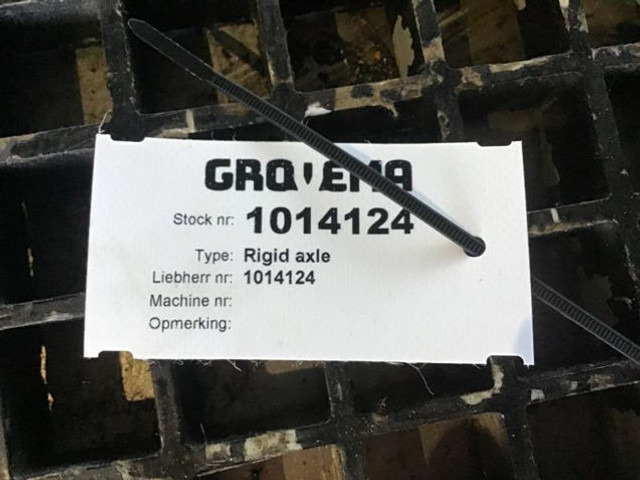 GROVEMA
Stock nr: 1014124
Type: Rigid axle
Liebherr nr: 1014124
Machine nr:
Opmerking: